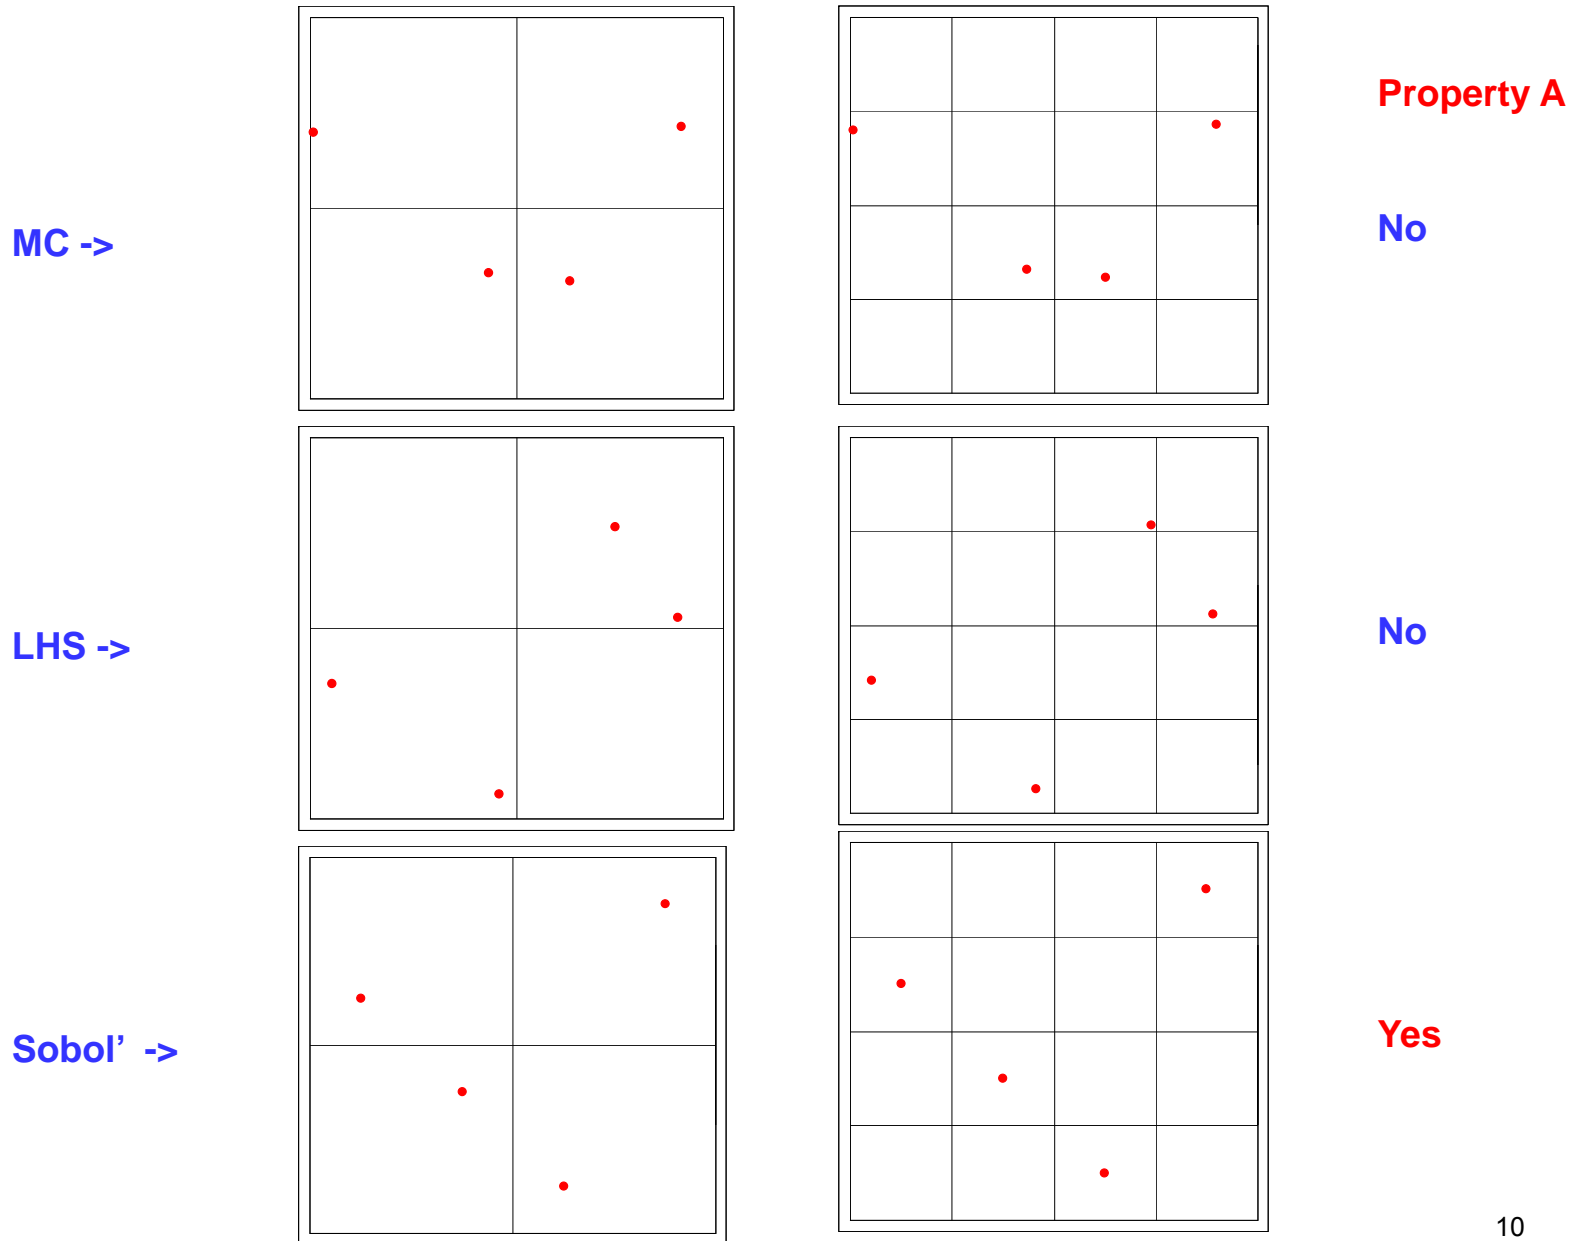 Property A
MC ->
No
LHS ->
No
Sobol’ ->
Yes
10